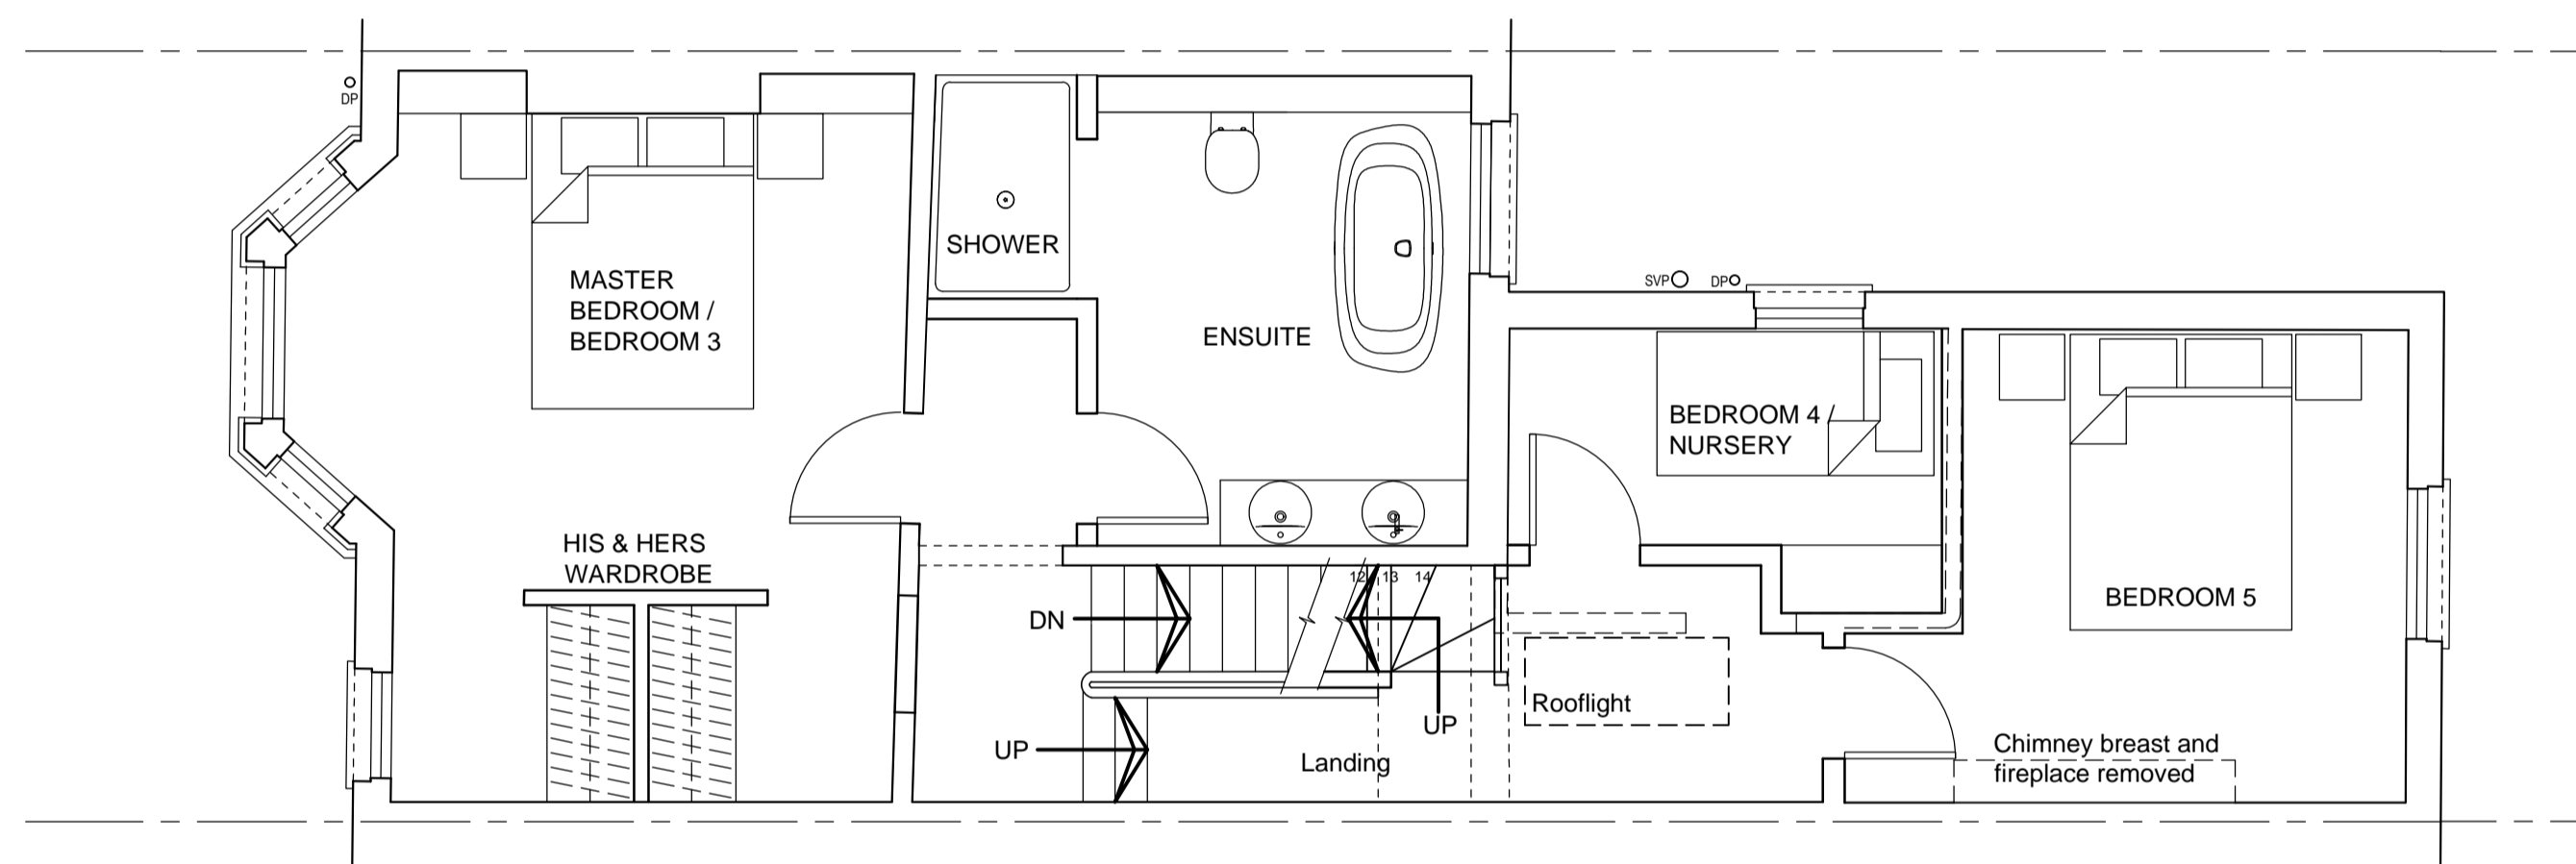 DP
SHOWER
MASTER
BEDROOM /
BEDROOM 3
ENSUITE
SVP
DP
BEDROOM 4 /
NURSERY
HIS & HERS
WARDROBE
12 13 14
DN
BEDROOM 5
Rooflight
UP
UP
Landing
Chimney breast and
fireplace removed